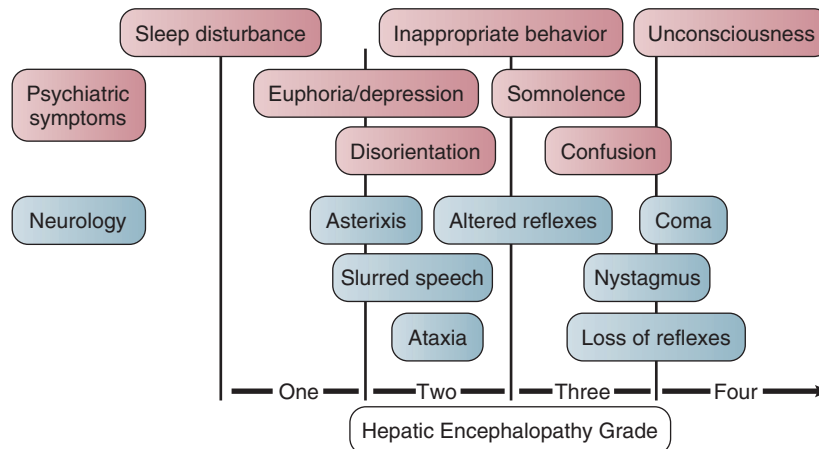 Sleep disturbance
Inappropriate behavior
Unconsciousness
Psychiatric
symptoms
Euphoria/depression
Somnolence
Disorientation
Confusion
Neurology
Asterixis
Altered reflexes
Coma
Slurred speech
Nystagmus
Ataxia
Loss of reflexes
One
Two
Three
Four
Hepatic Encephalopathy Grade